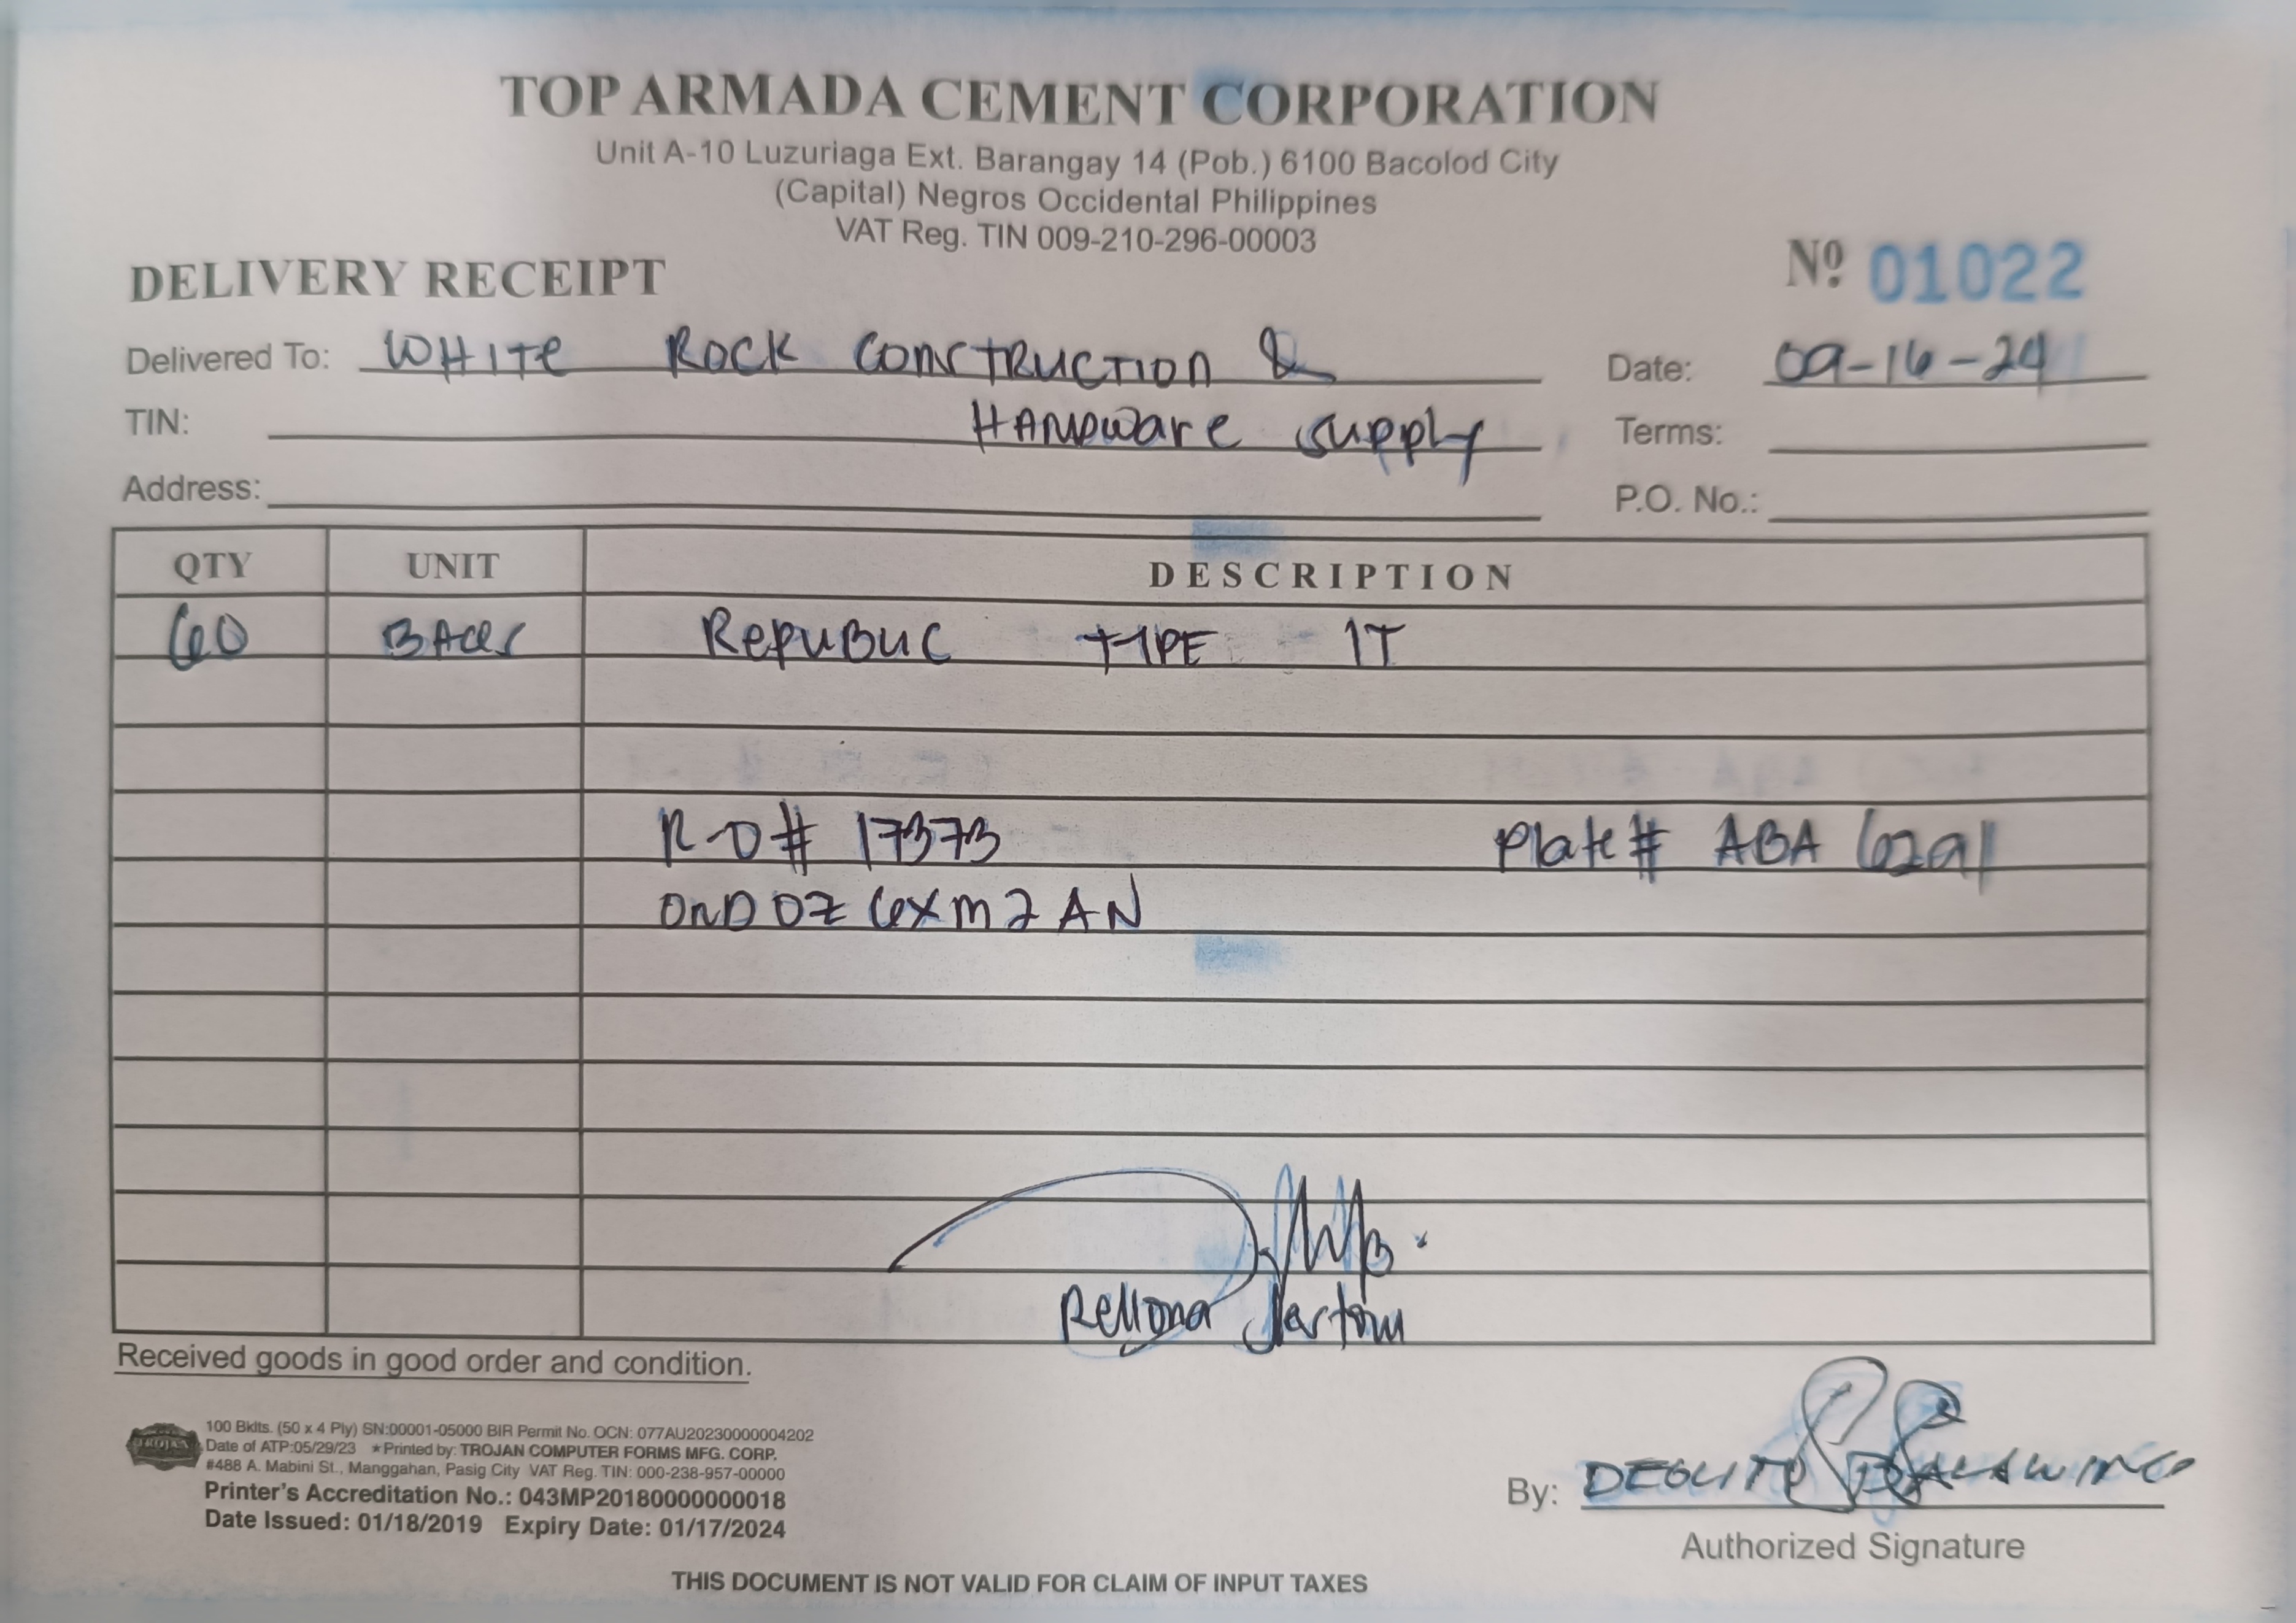 TOP ARMADA CEMENT CORPORATION
Unit A-10 Luzuriaga Ext. Barangay 14 (Pob.) 6100 Bacolod City
(Capital) Negros Occidental Philippines
VAT Reg. TIN 009-210-296-00003
DELIVERY RECEIPT
Nº 01022
Delivered To: WHITE ROCK CONSTRUCTION &
Date: 09-16-24
TIN: HARDWARE SUPPLY
Terms:
Address:
P.O. No.:
QTY UNIT DESCRIPTION
60 BAGS REPUBLIC TYPE 1T
R-O# 17373 Plate# ABA 6291
0RD0Z6XM2AN
Rellona
Received goods in good order and condition.
TROJAN
100 Bklts. (50 x 4 Ply) SN:00001-05000 BIR Permit No. OCN: 077AU20230000004202
Date of ATP:05/29/23 ★Printed by: TROJAN COMPUTER FORMS MFG. CORP.
#488 A. Mabini St., Manggahan, Pasig City VAT Reg. TIN: 000-238-957-00000
Printer's Accreditation No.: 043MP20180000000018
Date Issued: 01/18/2019 Expiry Date: 01/17/2024
By:
Authorized Signature
THIS DOCUMENT IS NOT VALID FOR CLAIM OF INPUT TAXES